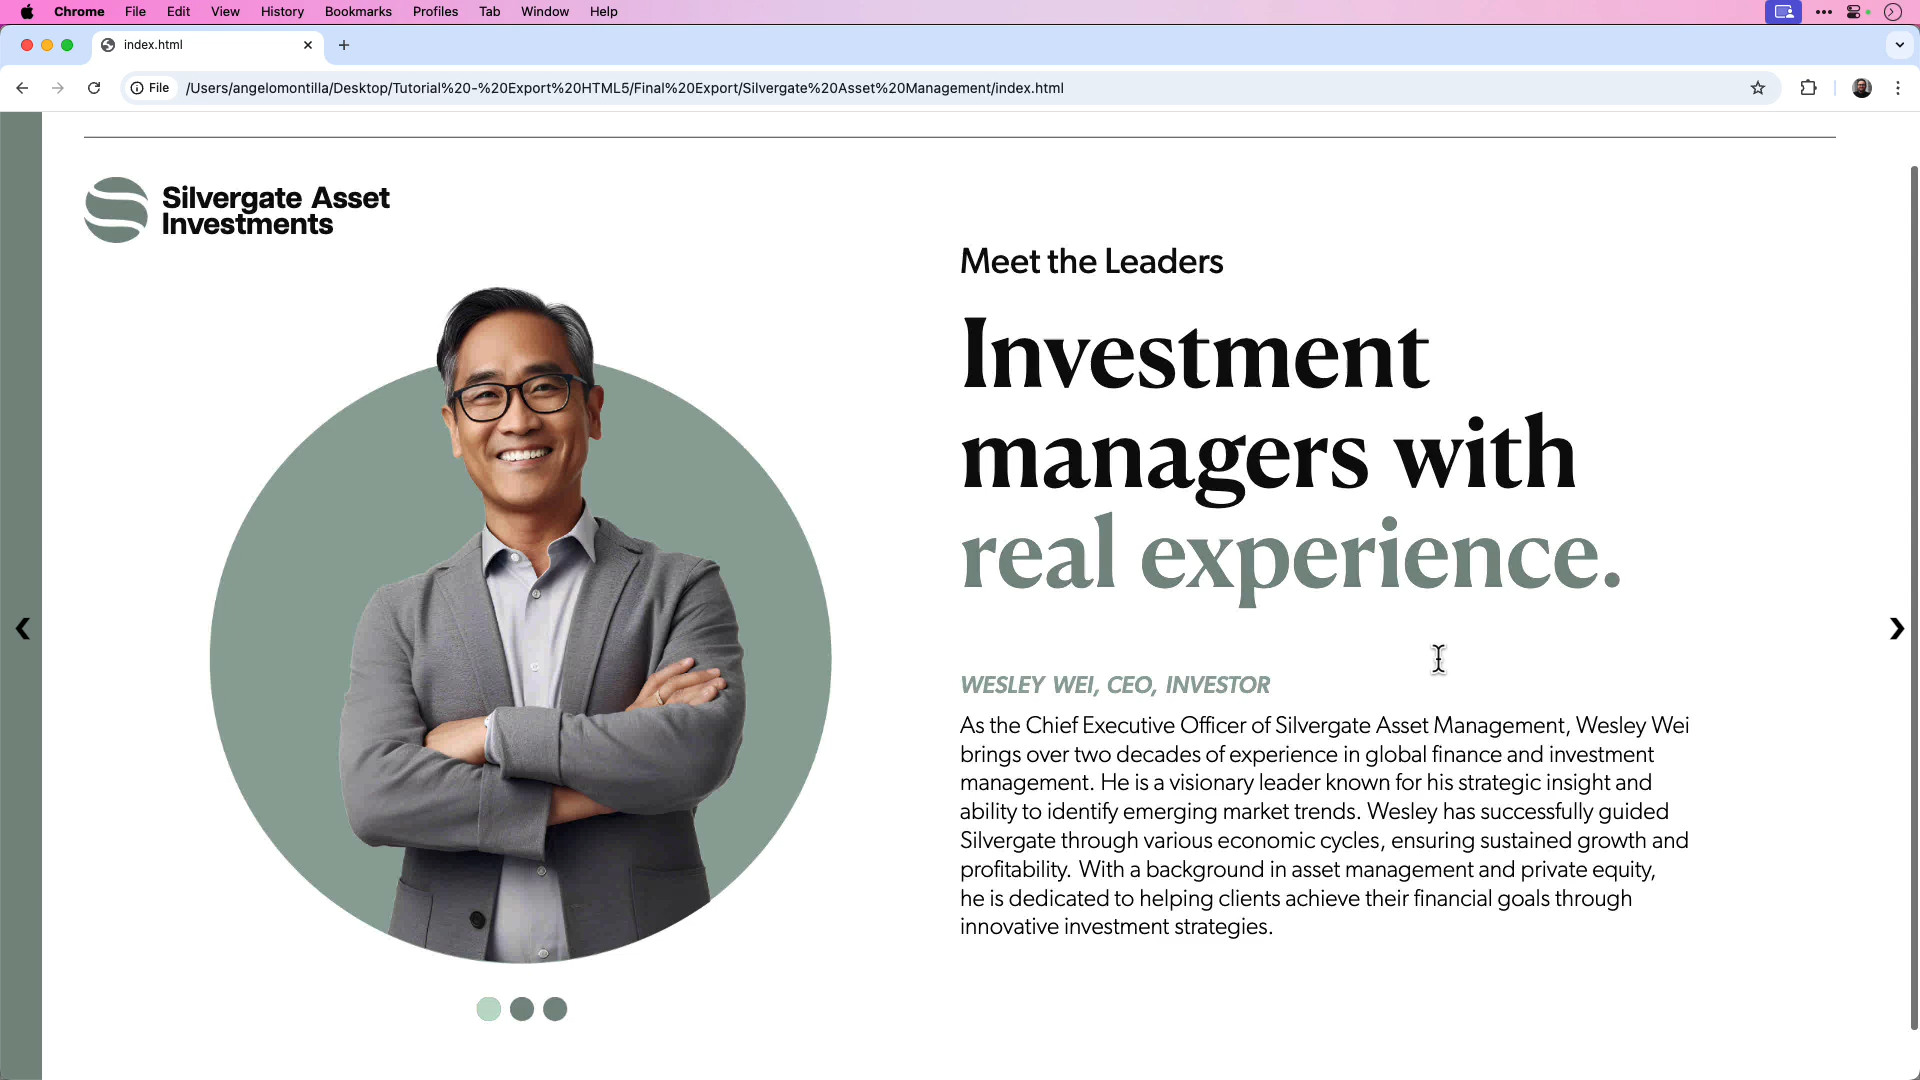 Chrome File Edit View History Bookmarks Profiles Tab Window Help
index.html
File /Users/angelomontilla/Desktop/Tutorial%20-%20Export%20HTML5/Final%20Export/Silvergate%20Asset%20Management/index.html
Silvergate Asset
Investments
Meet the Leaders
Investment
managers with
real experience.
WESLEY WEI, CEO, INVESTOR
As the Chief Executive Officer of Silvergate Asset Management, Wesley Wei
brings over two decades of experience in global finance and investment
management. He is a visionary leader known for his strategic insight and
ability to identify emerging market trends. Wesley has successfully guided
Silvergate through various economic cycles, ensuring sustained growth and
profitability. With a background in asset management and private equity,
he is dedicated to helping clients achieve their financial goals through
innovative investment strategies.